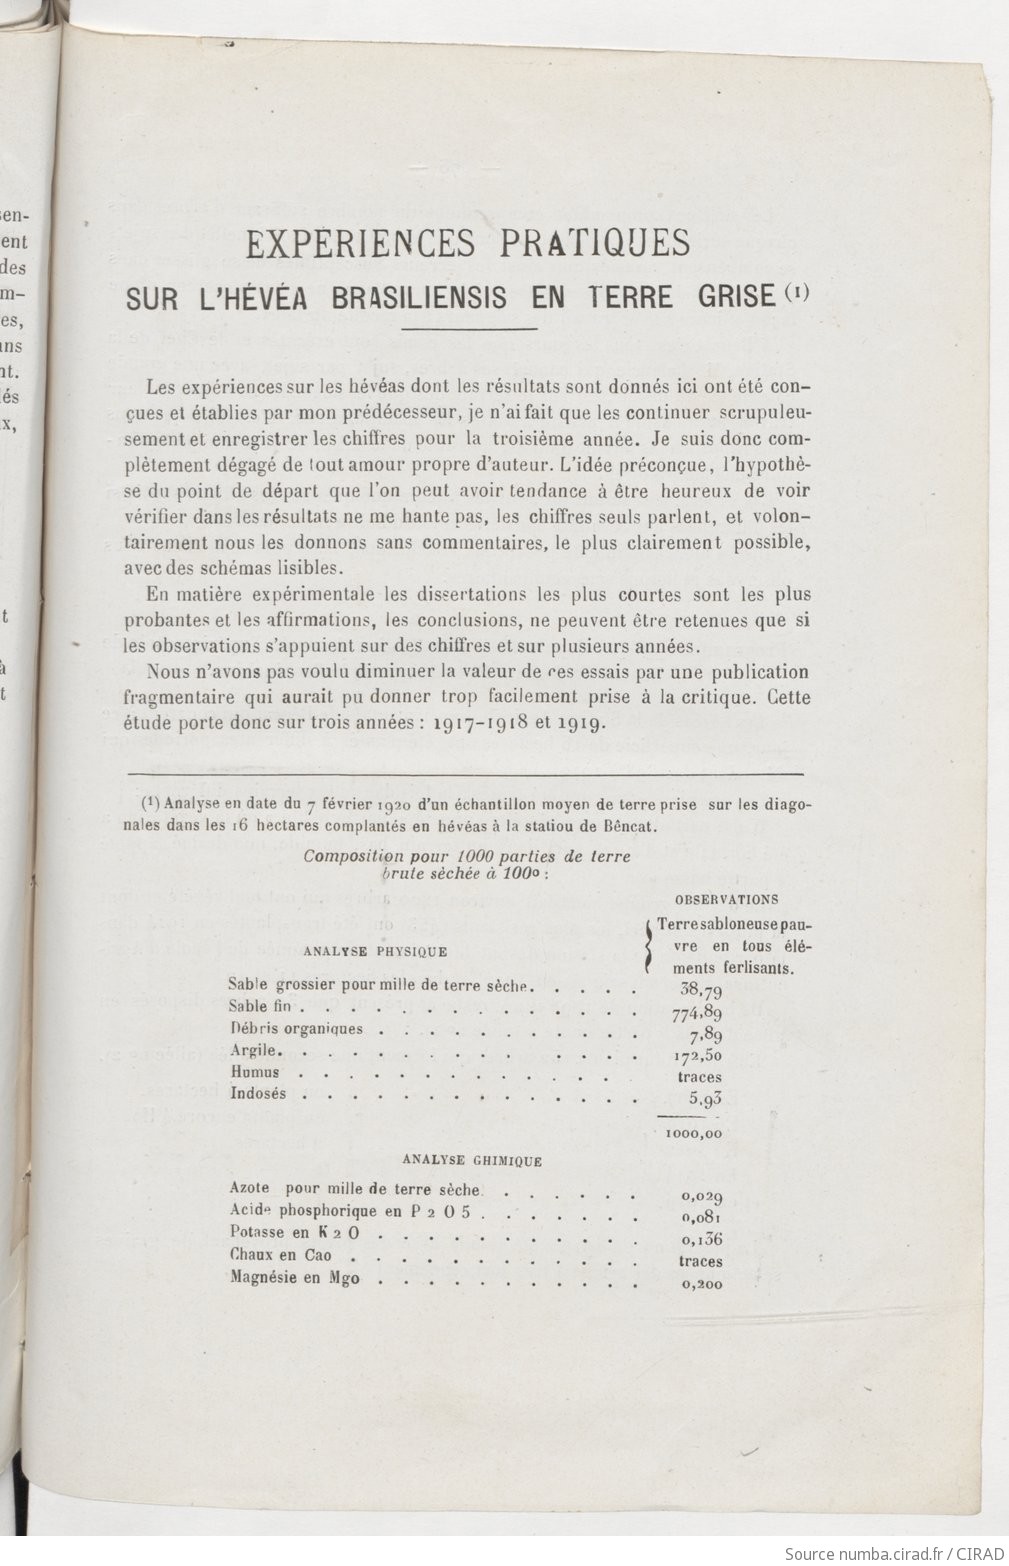 EXPÉRIENCES PRATIQUES
SUR L'HÉVÉA BRASILIENSIS EN TERRE GRISE (1)
Les expériences sur les hévéas dont les résultats sont donnés ici ont été con-
çues et établies par mon prédécesseur, je n'ai fait que les continuer scrupuleu-
sement et enregistrer les chiffres pour la troisième année. Je suis donc com-
plètement dégagé de tout amour propre d'auteur. L'idée préconçue, l'hypothè-
se du point de départ que l'on peut avoir tendance à être heureux de voir
vérifier dans les résultats ne me hante pas, les chiffres seuls parlent, et volon-
tairement nous les donnons sans commentaires, le plus clairement possible,
avec des schémas lisibles.
En matière expérimentale les dissertations les plus courtes sont les plus
probantes et les affirmations, les conclusions, ne peuvent être retenues que si
les observations s'appuient sur des chiffres et sur plusieurs années.
Nous n'avons pas voulu diminuer la valeur de ces essais par une publication
fragmentaire qui aurait pu donner trop facilement prise à la critique. Cette
étude porte donc sur trois années : 1917-1918 et 1919.
(1) Analyse en date du 7 février 1920 d'un échantillon moyen de terre prise sur les diago-
nales dans les 16 hectares complantés en hévéas à la statiou de Bêncat.
Composition pour 1000 parties de terre
brute sèchée à 100º :
OBSERVATIONS
Terre sabloneuse pau-
vre en tous élé-
ments ferlisants.
ANALYSE PHYSIQUE
Sable grossier pour mille de terre sèche. . . . . 38,79
Sable fin . . . . . . . . . . . . . . 774,89
Débris organiques . . . . . . . . . . . 7,89
Argile. . . . . . . . . . . . . . 172,50
Humus . . . . . . . . . . . . . traces
Indosés . . . . . . . . . . . . . . 5,93
1000,00
ANALYSE CHIMIQUE
Azote pour mille de terre sèche. . . . . . . 0,029
Acide phosphorique en P 2 O 5 . . . . . . . 0,081
Potasse en K 2 O . . . . . . . . . . . 0,136
Chaux en Cao . . . . . . . . . . . . traces
Magnésie en Mgo . . . . . . . . . . . 0,200
sen-
ent
des
m-
es,
ans
nt.
lés
x,
t
à
t
Source numba.cirad.fr / CIRAD